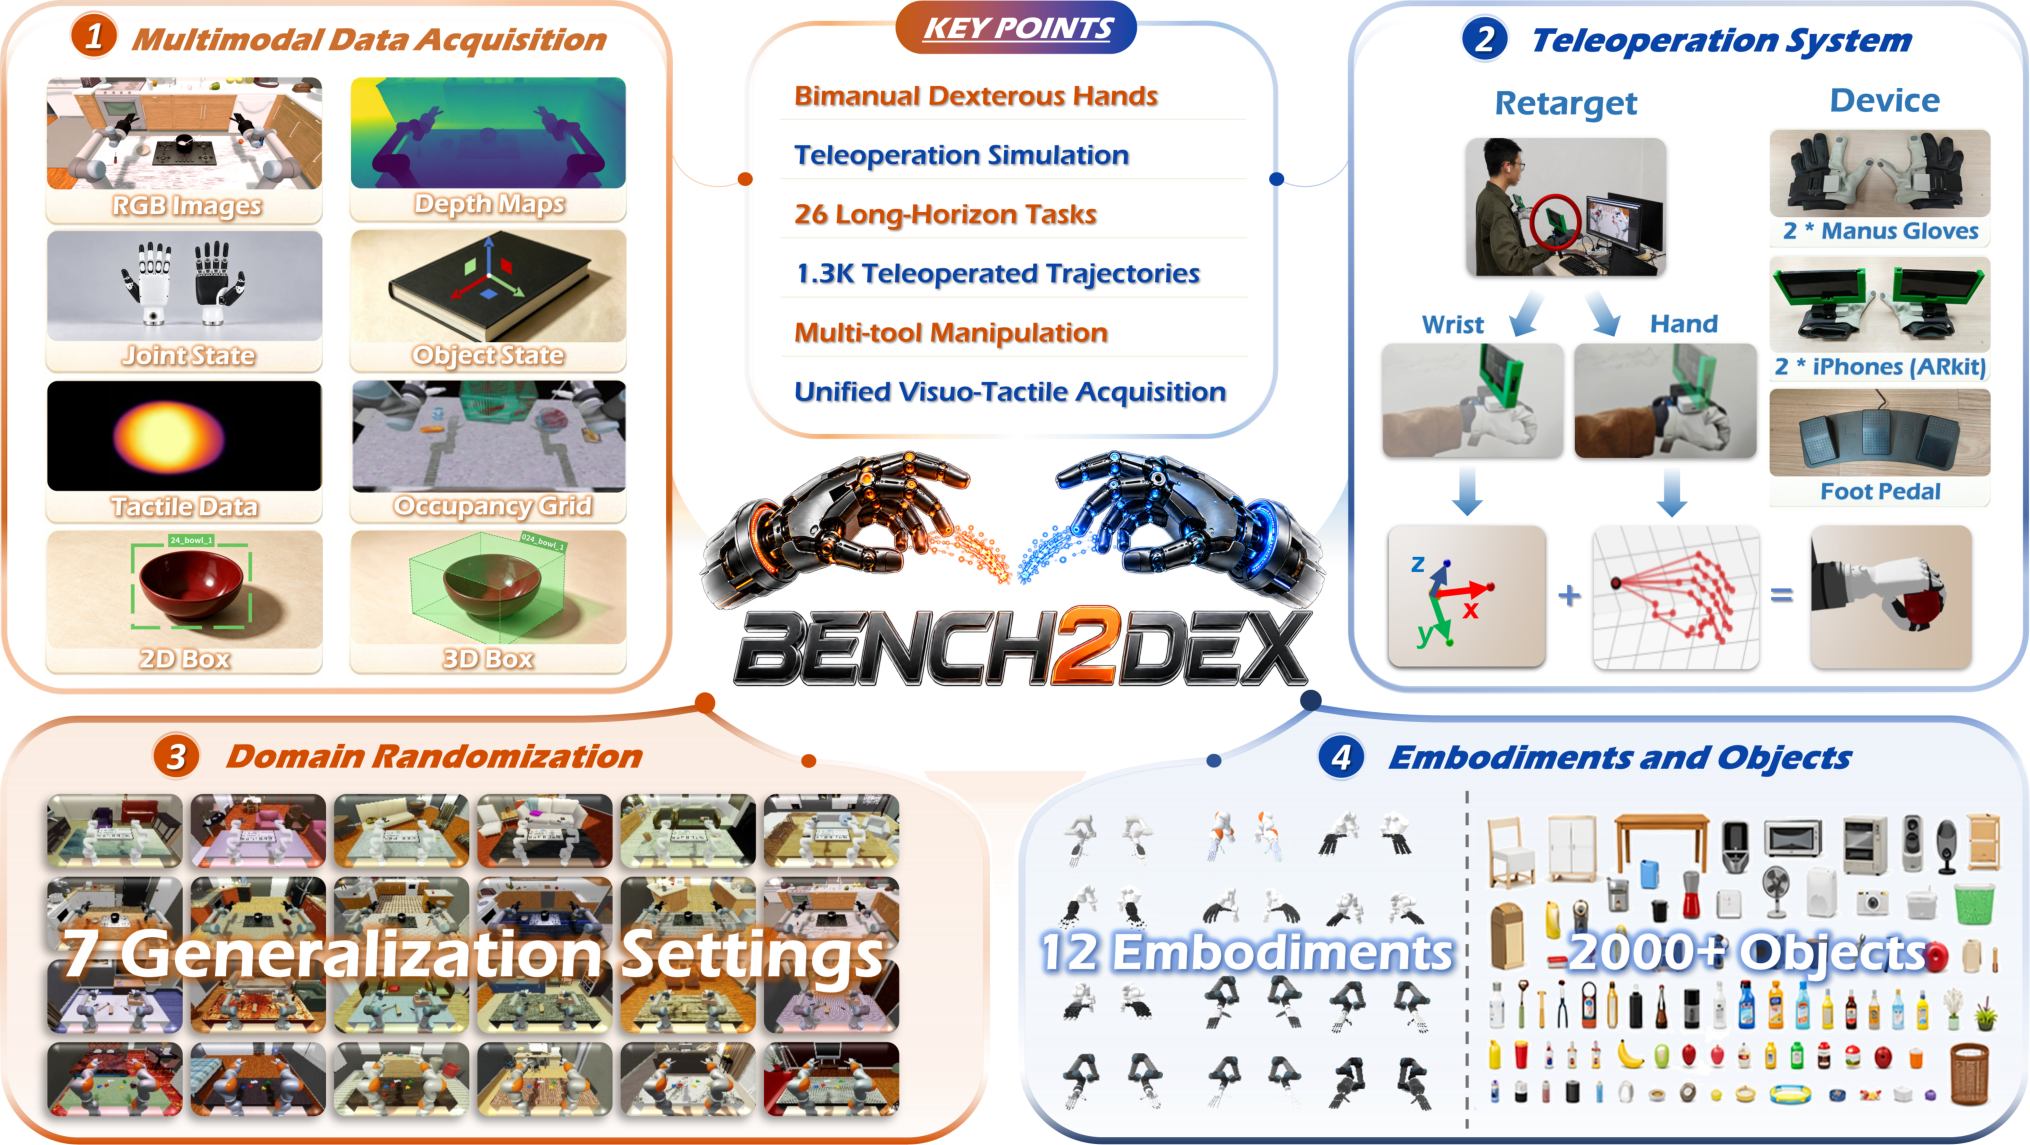 1 Multimodal Data Acquisition
RGB Images
Depth Maps
Joint State
Object State
Tactile Data
Occupancy Grid
24_bowl_1
2D Box
024_bowl_1
3D Box
KEY POINTS
Bimanual Dexterous Hands
Teleoperation Simulation
26 Long-Horizon Tasks
1.3K Teleoperated Trajectories
Multi-tool Manipulation
Unified Visuo-Tactile Acquisition
BENCH2DEX
2 Teleoperation System
Retarget
Device
2 * Manus Gloves
Wrist
Hand
2 * iPhones (ARkit)
Foot Pedal
z
x
y
+
=
3 Domain Randomization
7 Generalization Settings
4 Embodiments and Objects
12 Embodiments
2000+ Objects